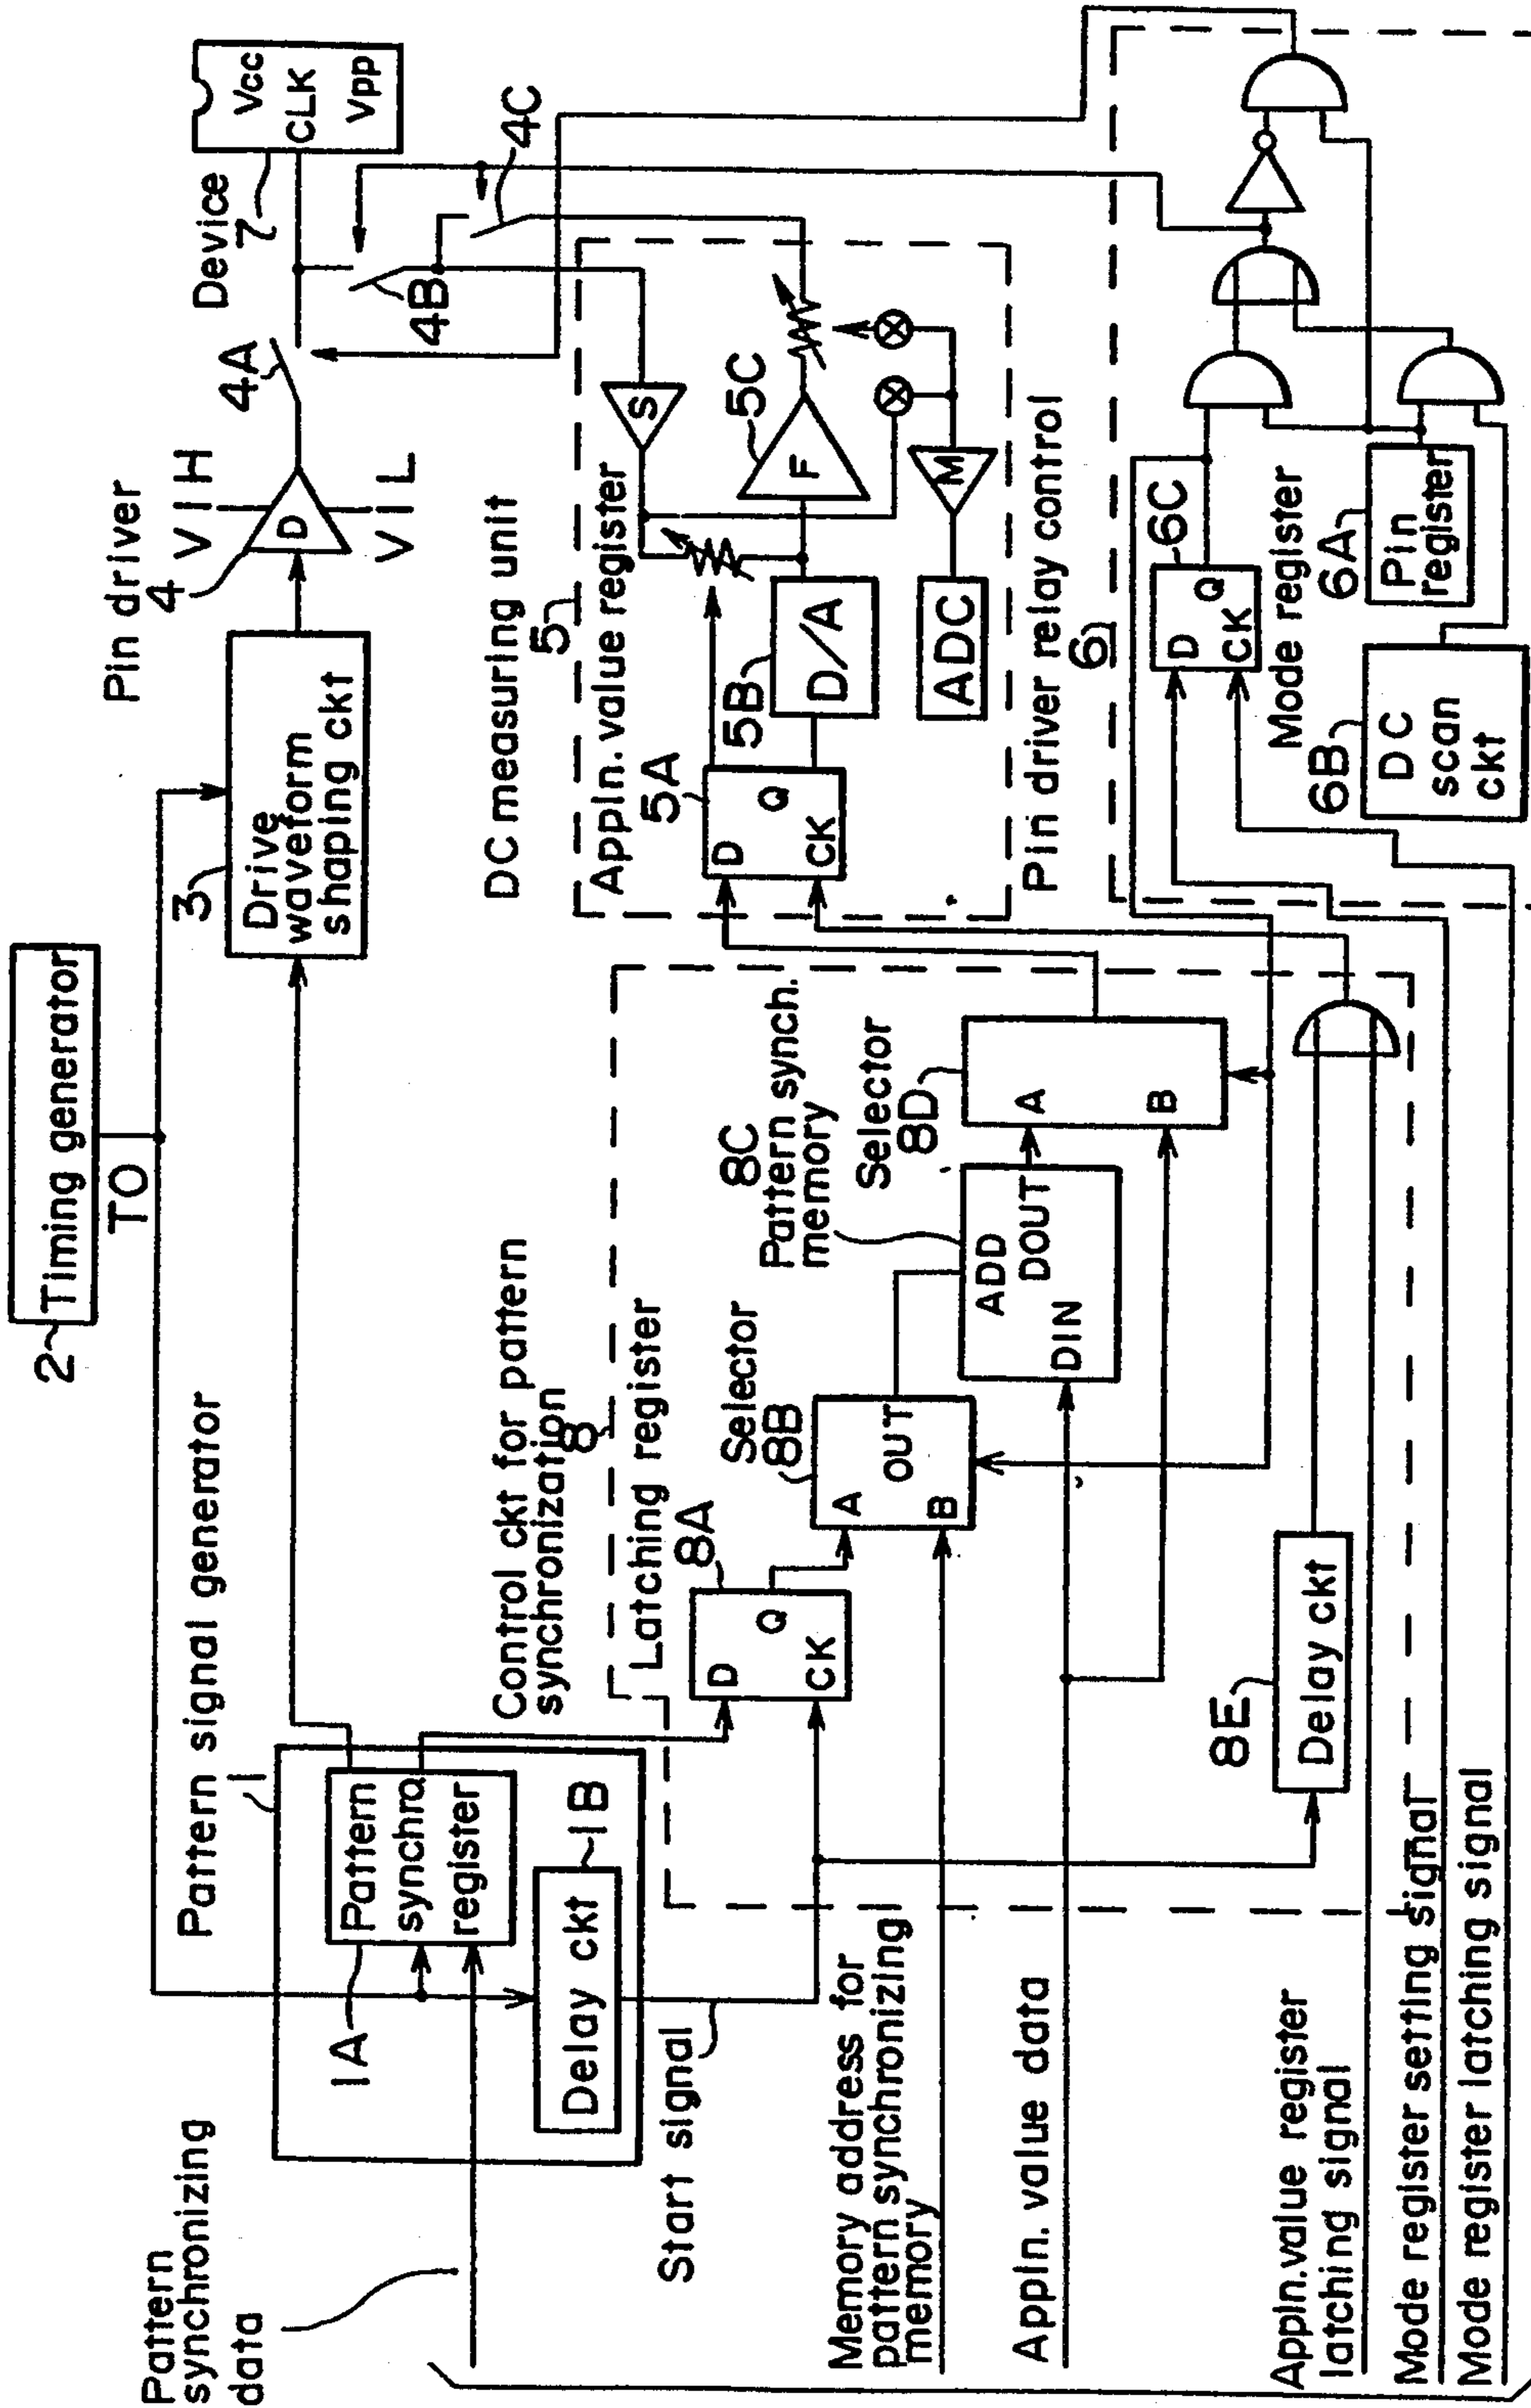 2
Timing generator
TO
Pattern signal generator
1
Pattern
synchronizing
data
1A
Pattern
synchro
register
Delay ckt
1B
Start signal
3
Drive
waveform
shaping ckt
Pin driver
4
VIH
D
VIL
4A
4B
4C
Device
7
Vcc
CLK
Vpp
Control ckt for pattern
synchronization
8
Latching register
8A
D
Q
CK
Selector
8B
A
OUT
B
8C
Pattern synch.
memory
ADD
DOUT
DIN
Selector
8D
A
B
8E
Delay ckt
DC measuring unit
5
Appln. value register
5A
D
Q
CK
5B
D/A
5C
F
S
M
ADC
Pin driver relay control
6
6C
D
Q
CK
Mode register
6A
Pin
register
6B
DC
scan
ckt
Memory address for
pattern synchronizing
memory
Appln. value data
Appln. value register
latching signal
Mode register setting signal
Mode register latching signal